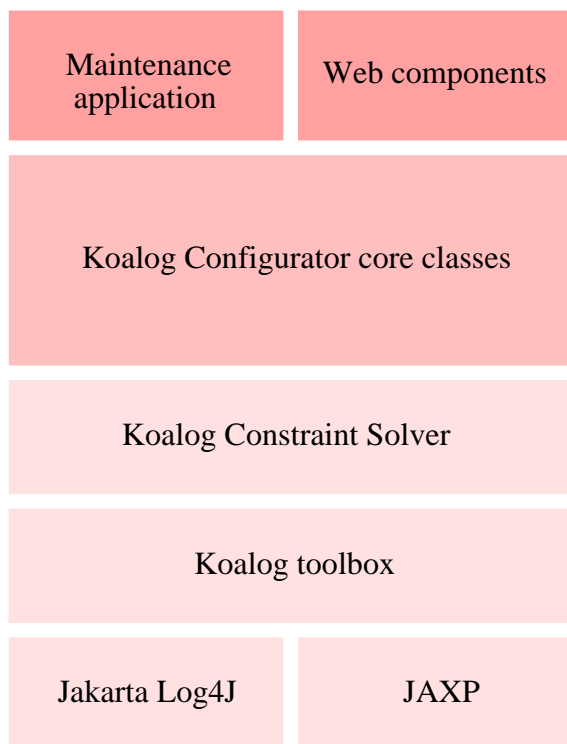 Maintenance
application
Web components
Koalog Configurator core classes
Koalog Constraint Solver
Koalog toolbox
Jakarta Log4J
JAXP